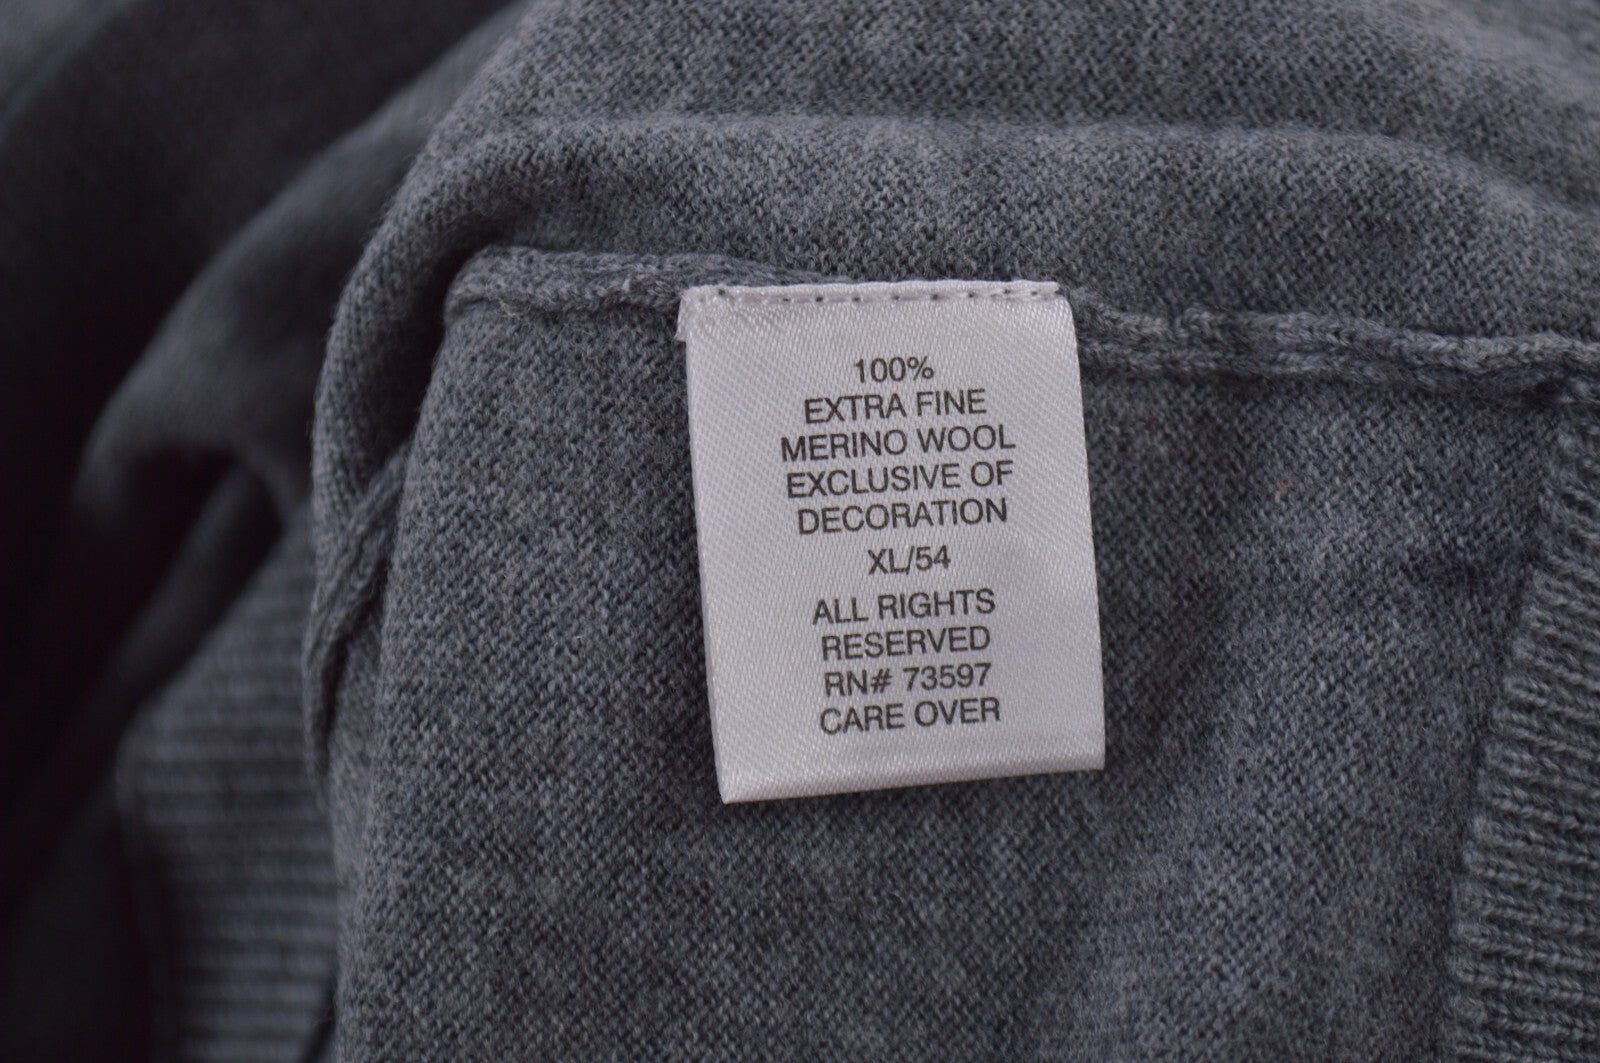 100%
EXTRA FINE
MERINO WOOL
EXCLUSIVE OF
DECORATION
XL/54
ALL RIGHTS
RESERVED
RN# 73597
CARE OVER